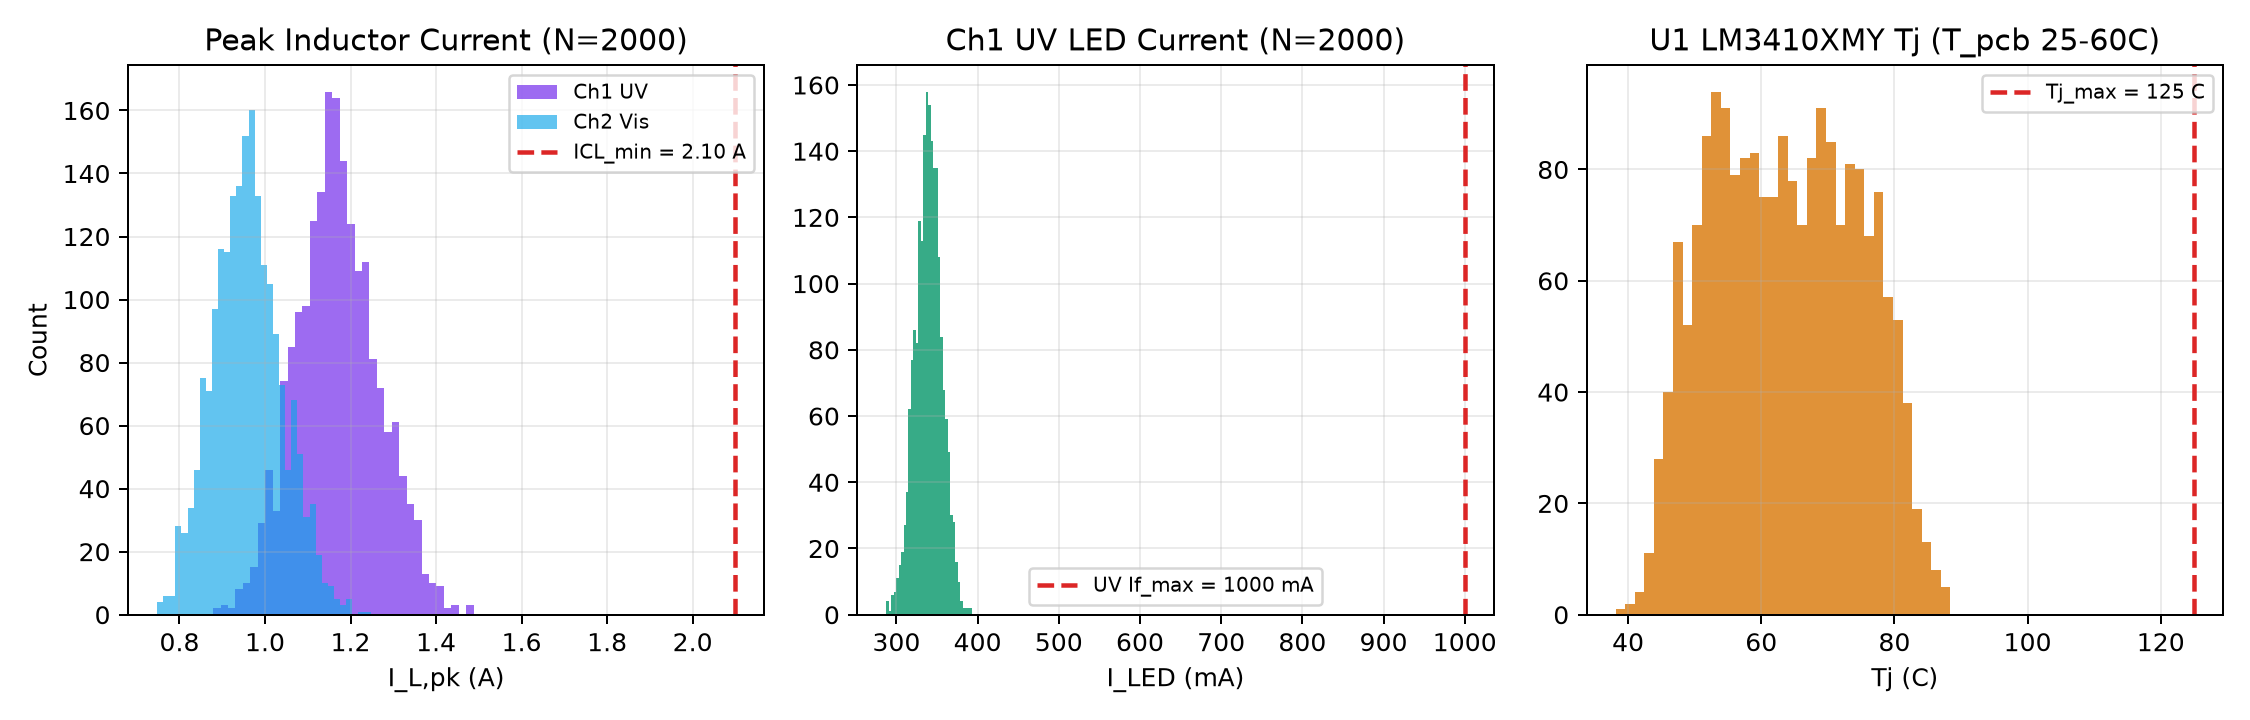 Peak Inductor Current (N=2000)
Count
160
140
120
100
80
60
40
20
0
0.8 1.0 1.2 1.4 1.6 1.8 2.0
I_L,pk (A)
Ch1 UV
Ch2 Vis
ICL_min = 2.10 A
Ch1 UV LED Current (N=2000)
160
140
120
100
80
60
40
20
0
300 400 500 600 700 800 900 1000
I_LED (mA)
UV If_max = 1000 mA
U1 LM3410XMY Tj (T_pcb 25-60C)
80
60
40
20
0
40 60 80 100 120
Tj (C)
Tj_max = 125 C